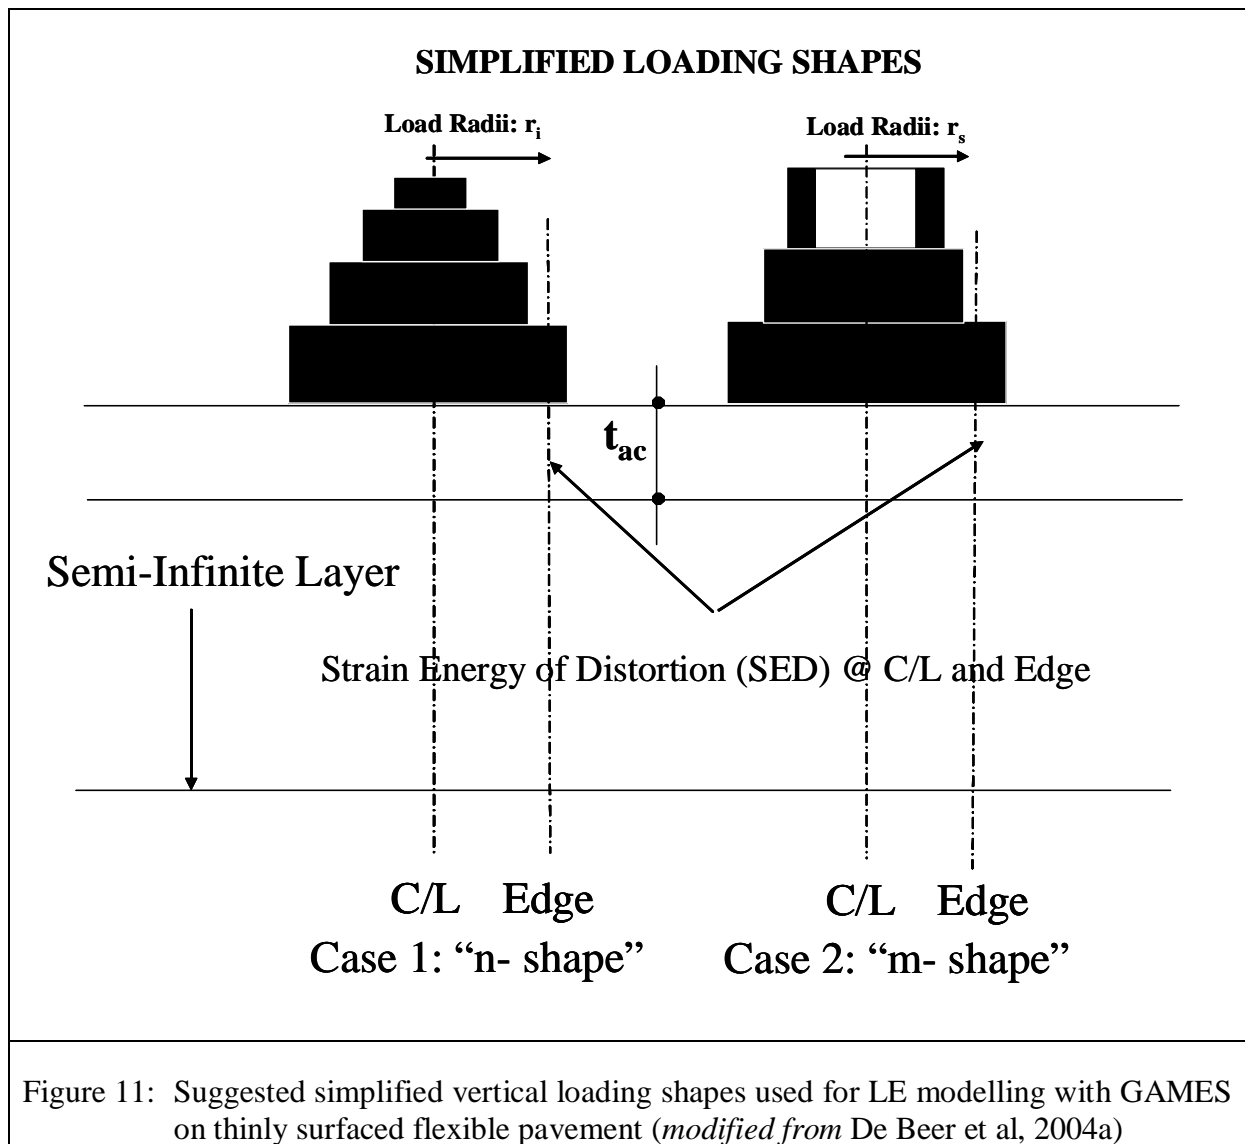 SIMPLIFIED LOADING SHAPES
Load Radii: ri
Load Radii: rs
tac
Semi-Infinite Layer
Strain Energy of Distortion (SED) @ C/L and Edge
C/L Edge
C/L Edge
Case 1: “n- shape”
Case 2: “m- shape”
Figure 11: Suggested simplified vertical loading shapes used for LE modelling with GAMES
on thinly surfaced flexible pavement (modified from De Beer et al, 2004a)